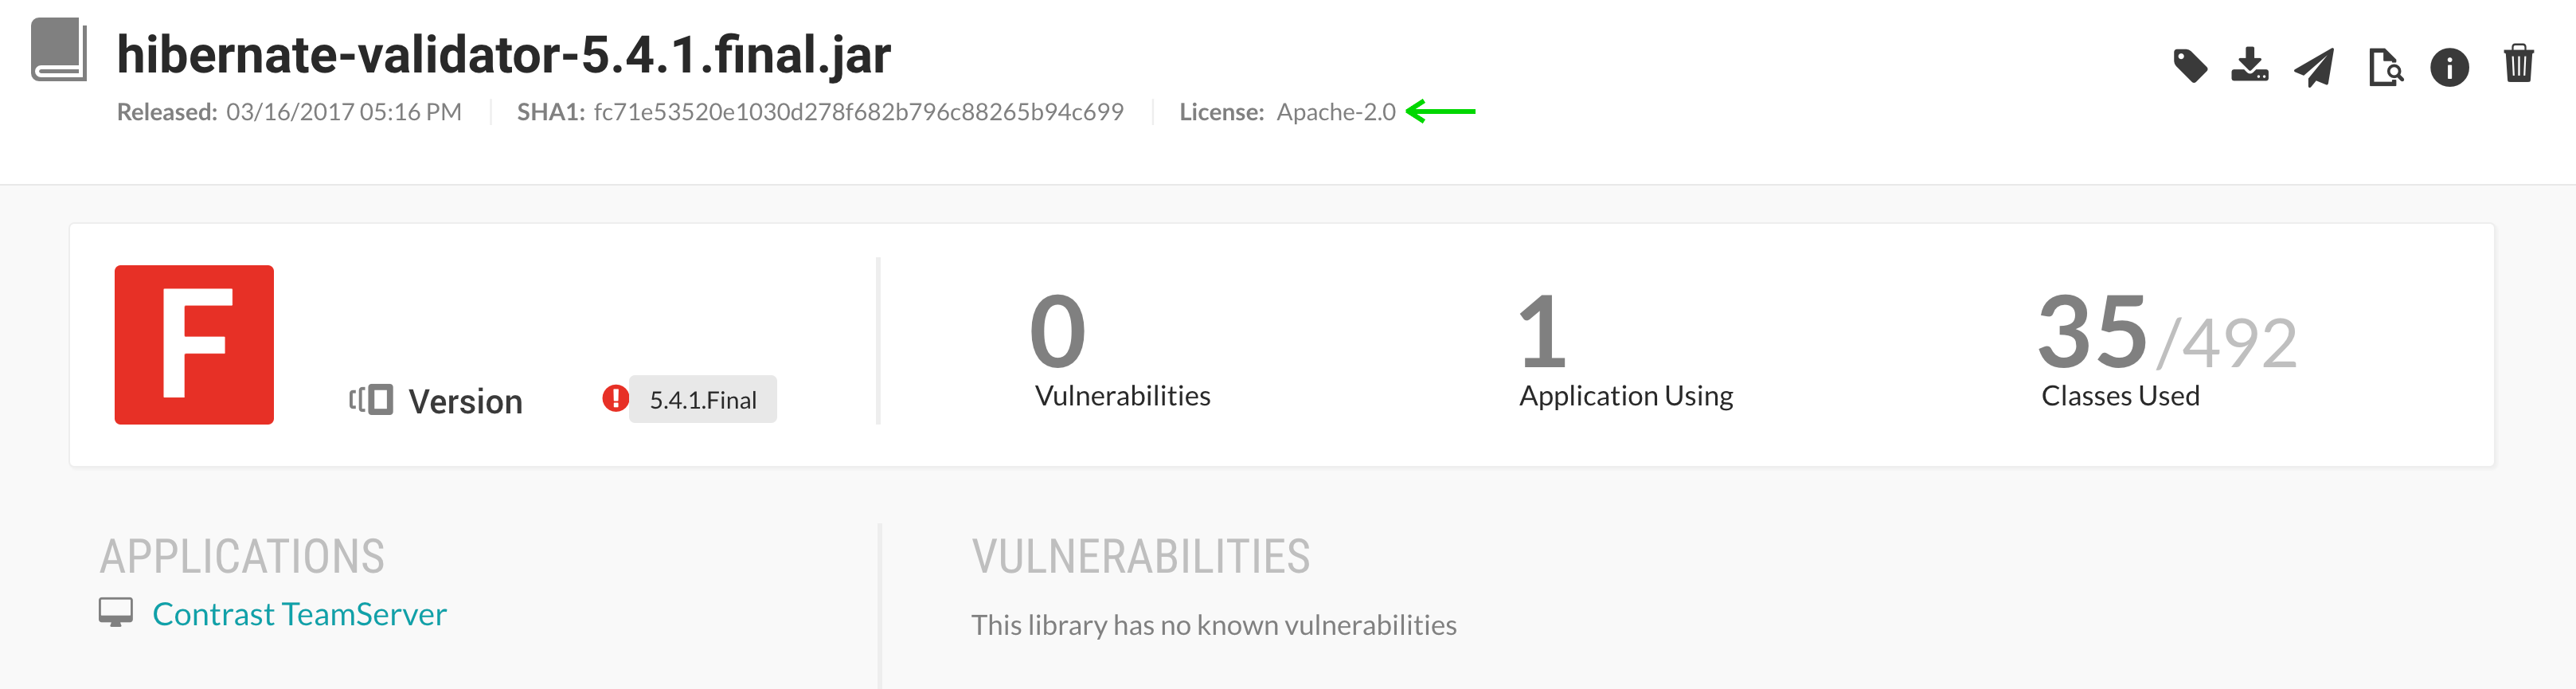 hibernate-validator-5.4.1.final.jar
Released: 03/16/2017 05:16 PM SHA1: fc71e53520e1030d278f682b796c88265b94c699 License: Apache-2.0
F
Version 5.4.1.Final
0
Vulnerabilities
1
Application Using
35/492
Classes Used
APPLICATIONS
Contrast TeamServer
VULNERABILITIES
This library has no known vulnerabilities